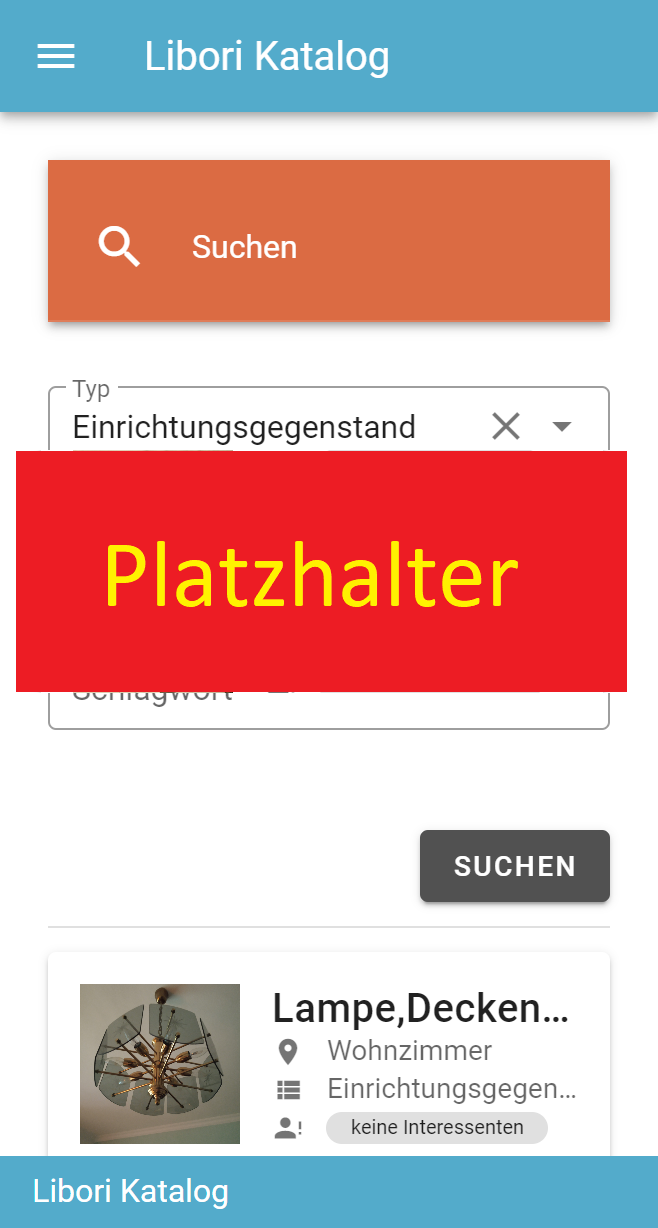 Libori Katalog
Suchen
Typ
Einrichtungsgegenstand
Platzhalter
Schlagwort
SUCHEN
Lampe,Decken...
Wohnzimmer
Einrichtungsgegen...
keine Interessenten
Libori Katalog